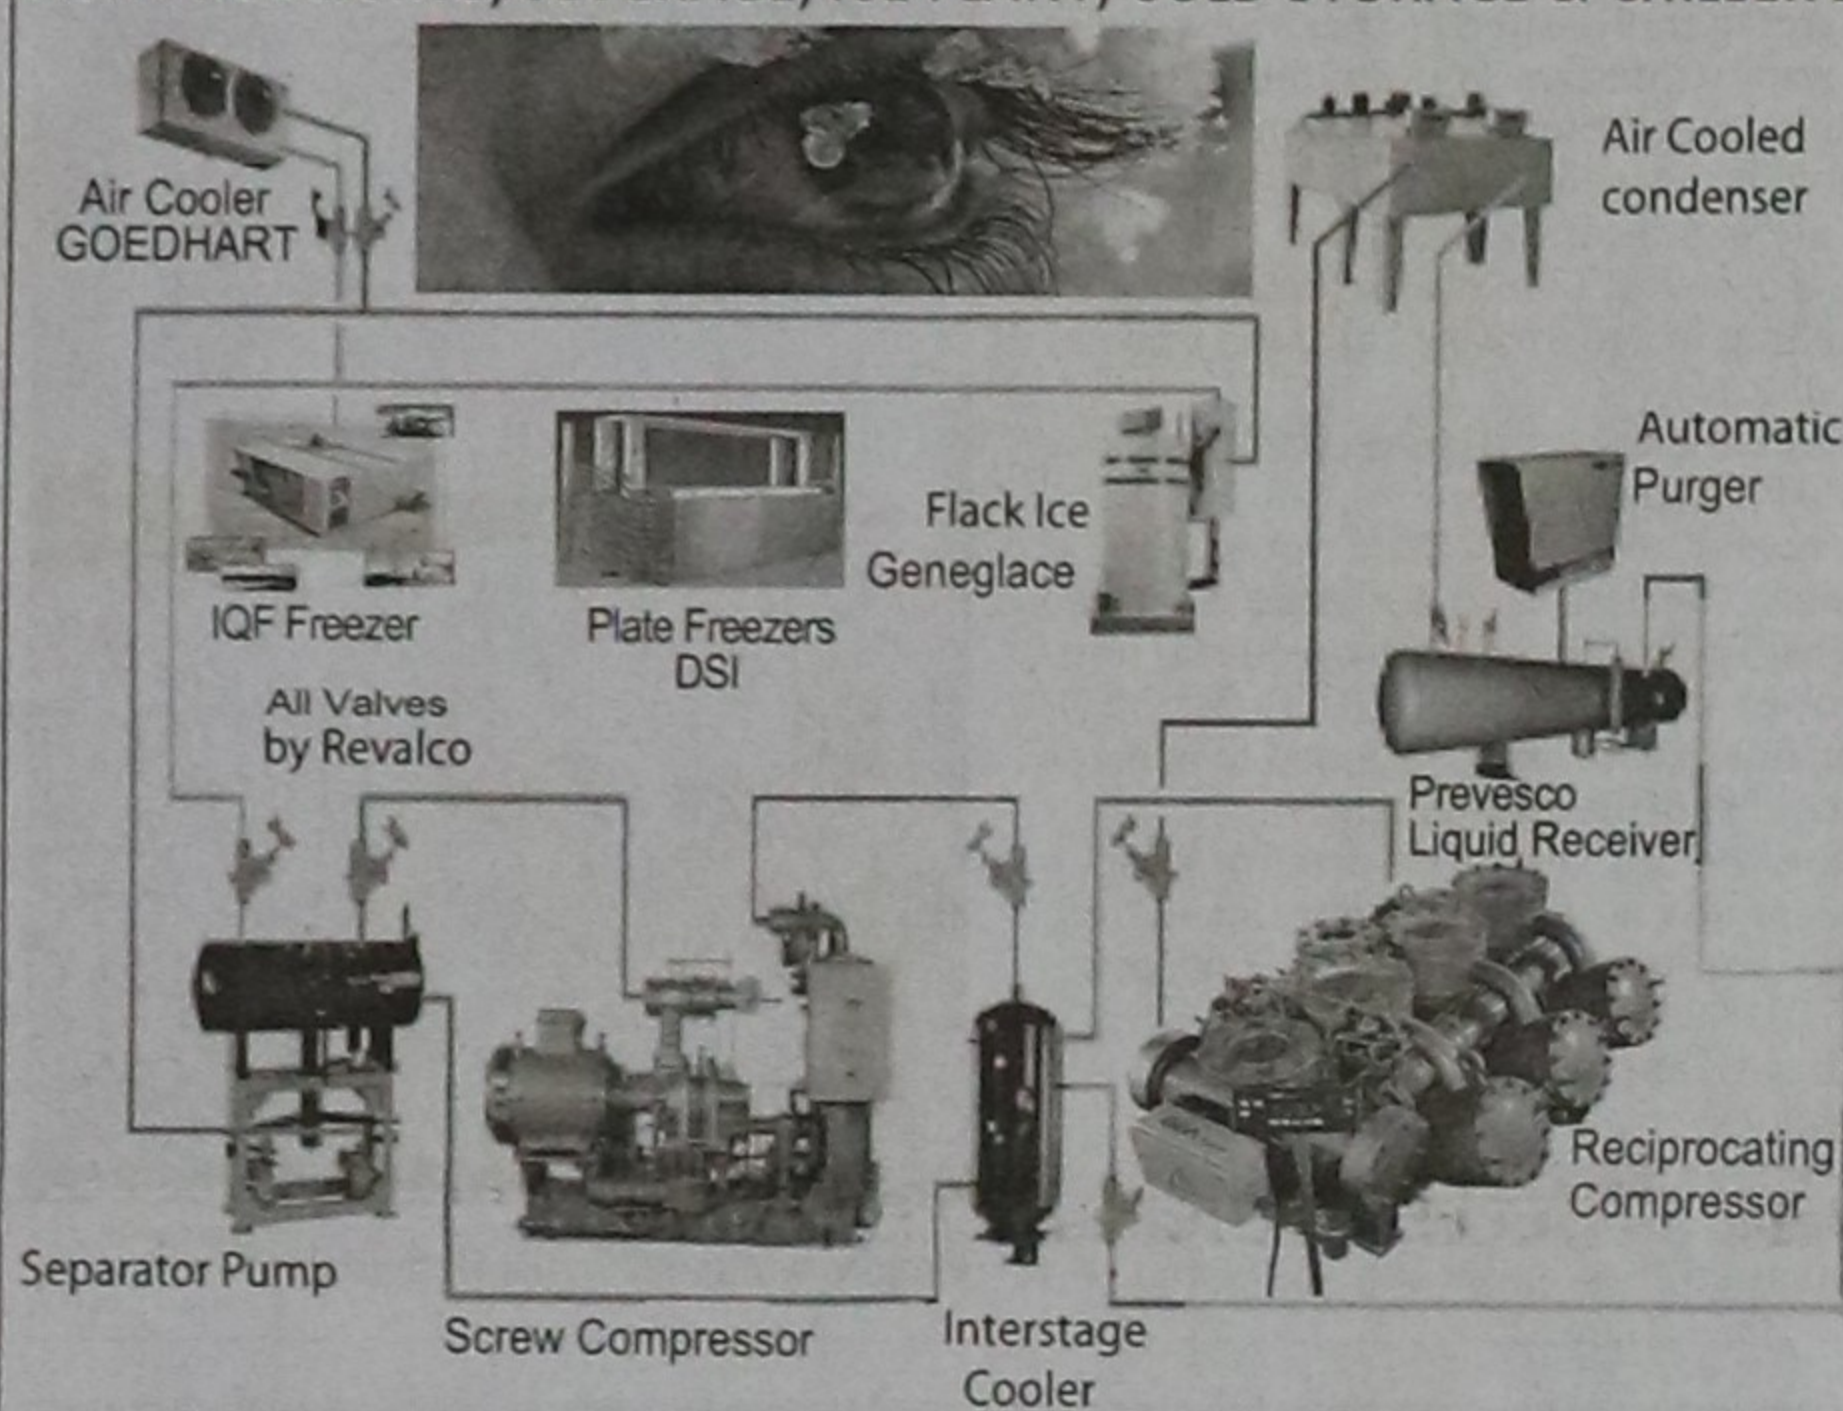 Air Cooler
GOEDHART
Air Cooled
condenser
Automatic
Purger
Flack Ice
Geneglace
IQF Freezer
Plate Freezers
DSI
All Valves
by Revalco
Prevesco
Liquid Receiver
Reciprocating
Compressor
Separator Pump
Screw Compressor
Interstage
Cooler